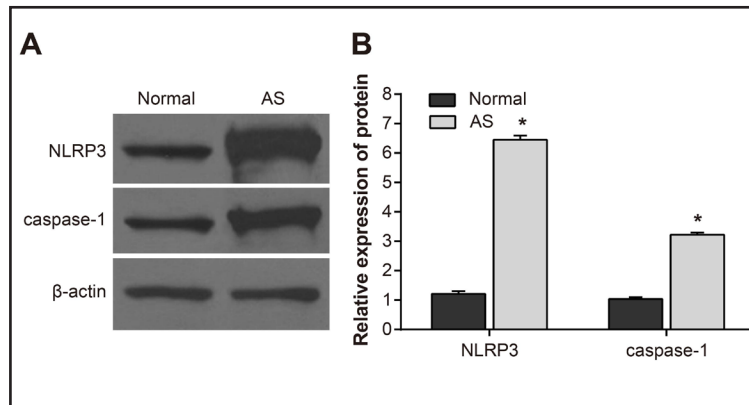 A
Normal AS
NLRP3
caspase-1
β-actin
B
Relative expression of protein
8
7
6
5
4
3
2
1
0
Normal
AS
*
*
NLRP3 caspase-1